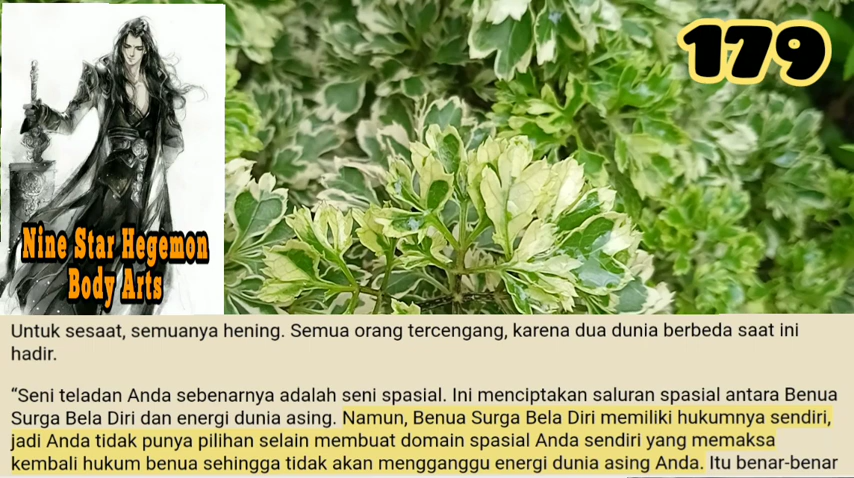 179
Nine Star Hegemon
Body Arts
Untuk sesaat, semuanya hening. Semua orang tercengang, karena dua dunia berbeda saat ini
hadir.
“Seni teladan Anda sebenarnya adalah seni spasial. Ini menciptakan saluran spasial antara Benua
Surga Bela Diri dan energi dunia asing. Namun, Benua Surga Bela Diri memiliki hukumnya sendiri,
jadi Anda tidak punya pilihan selain membuat domain spasial Anda sendiri yang memaksa
kembali hukum benua sehingga tidak akan mengganggu energi dunia asing Anda. Itu benar-benar